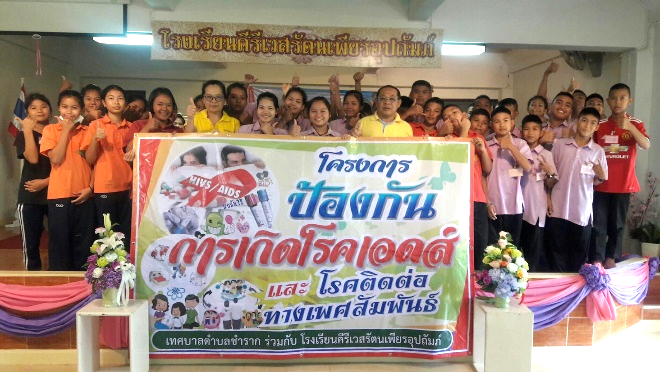 โรงเรียนคีรีเวสรัตนเพียรอุปถัมภ์
HIVS/AIDS
โครงการ
ป้องกัน
การเกิดโรคเอดส์
และ โรคติดต่อ
ทางเพศสัมพันธ์
เทศบาลตำบลชำราก ร่วมกับ โรงเรียนคีรีเวสรัตนเพียรอุปถัมภ์
CHEVROLET